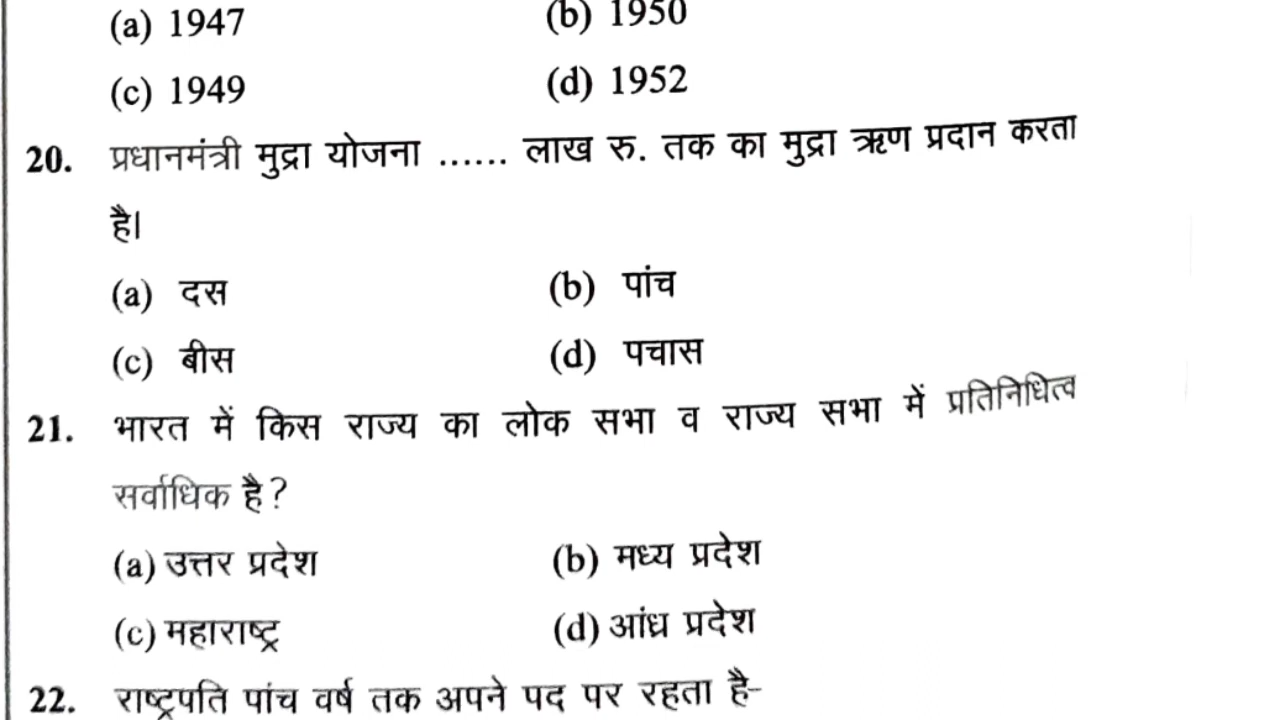 (a) 1947 (b) 1950
(c) 1949 (d) 1952
20. प्रधानमंत्री मुद्रा योजना ...... लाख रु. तक का मुद्रा ऋण प्रदान करता
है।
(a) दस (b) पांच
(c) बीस (d) पचास
21. भारत में किस राज्य का लोक सभा व राज्य सभा में प्रतिनिधित्व
सर्वाधिक है?
(a) उत्तर प्रदेश (b) मध्य प्रदेश
(c) महाराष्ट्र (d) आंध्र प्रदेश
22. राष्ट्रपति पांच वर्ष तक अपने पद पर रहता है-